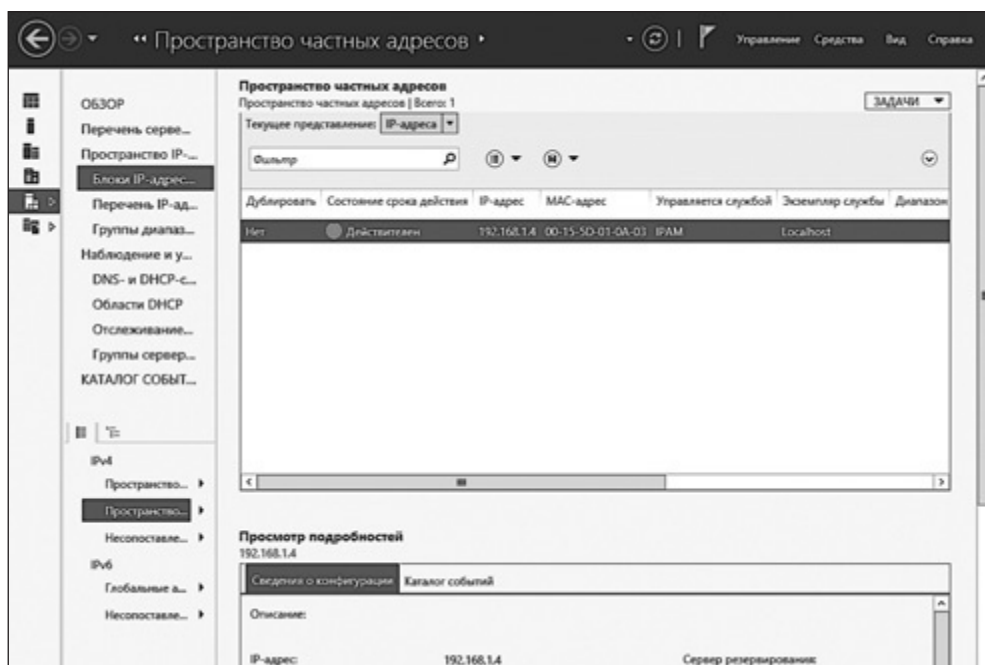 Пространство частных адресов
Управление Средства Вид Справка
ОБЗОР
Перечень серве...
Пространство IP-...
Блоки IP-адрес...
Перечень IP-ад...
Группы диапаз...
Наблюдение и у...
DNS- и DHCP-с...
Области DHCP
Отслеживание...
Группы сервер...
КАТАЛОГ СОБЫТ...
IPv4
Пространство...
Пространство...
Несопоставле...
IPv6
Глобальные а...
Несопоставле...
Пространство частных адресов
Пространство частных адресов | Всего: 1
ЗАДАЧИ
Текущее представление: IP-адреса
Фильтр
Дублировать Состояние срока действия IP-адрес MAC-адрес Управляется службой Экземпляр службы Диапазон
Нет Действителен 192.168.1.4 00-15-5D-01-0A-03 IPAM Localhost
Просмотр подробностей
192.168.1.4
Сведения о конфигурации Каталог событий
Описание:
IP-адрес: 192.168.1.4 Сервер резервирования: